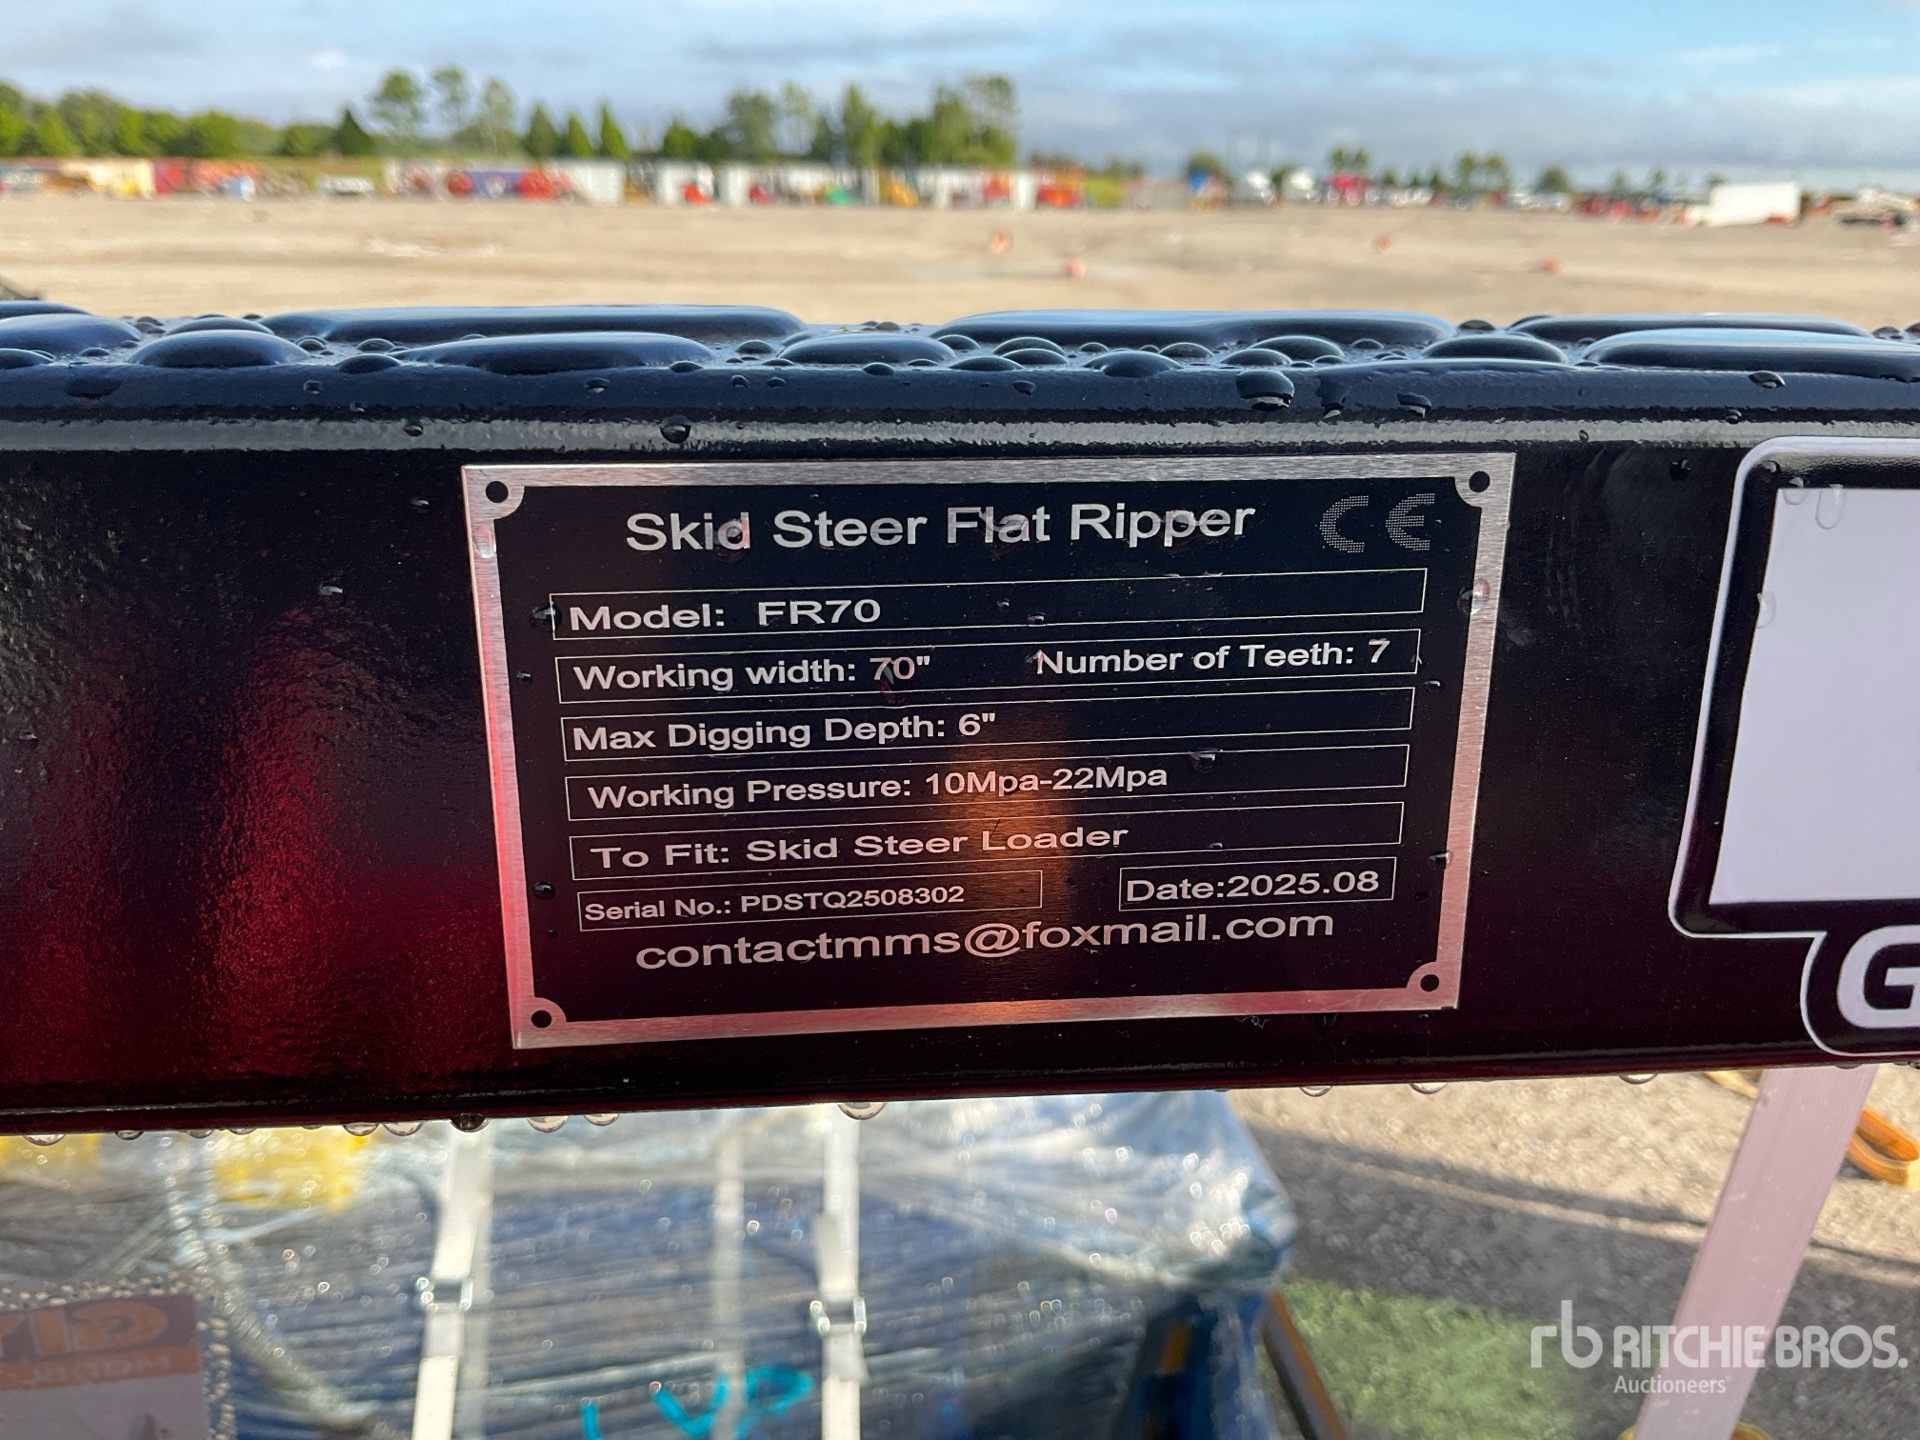 Skid Steer Flat Ripper CE
Model: FR70
Working width: 70" Number of Teeth: 7
Max Digging Depth: 6"
Working Pressure: 10Mpa-22Mpa
To Fit: Skid Steer Loader
Serial No.: PDSTQ2508302 Date:2025.08
contactmms@foxmail.com
G
rb RITCHIE BROS.
Auctioneers